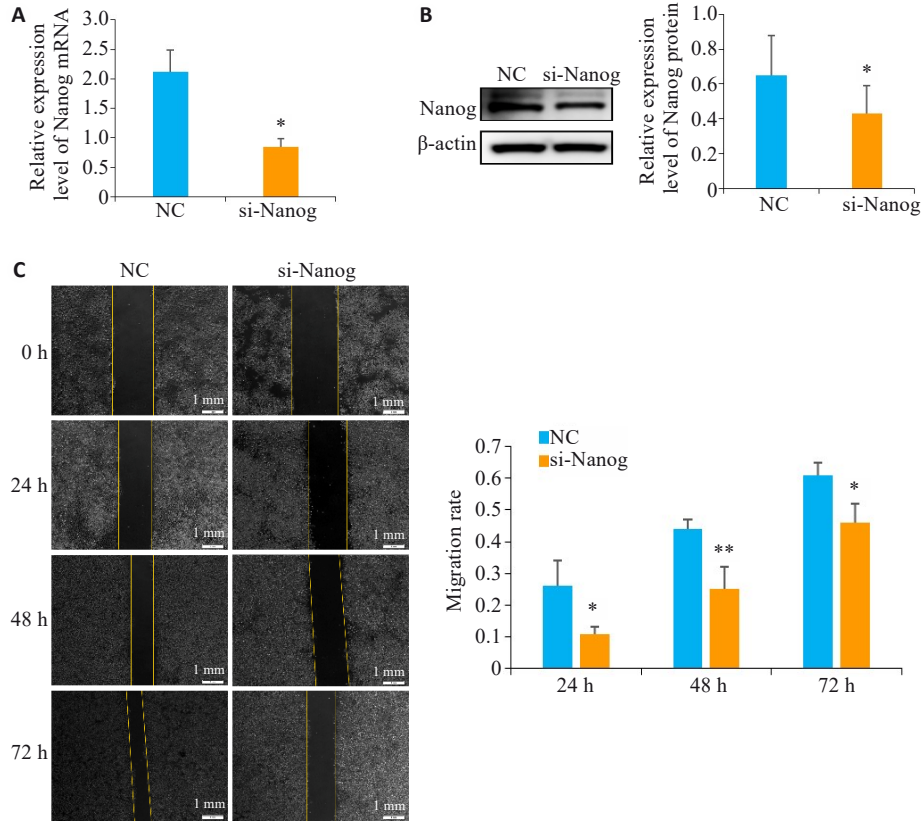 A
Relative expression
level of Nanog mRNA
3.0
2.5
2.0
1.5
1.0
0.5
0
*
NC
si-Nanog
B
NC
si-Nanog
Nanog
β-actin
Relative expression
level of Nanog protein
1.0
0.8
0.6
0.4
0.2
0
*
NC
si-Nanog
C
NC
si-Nanog
0 h
1 mm
1 mm
24 h
1 mm
1 mm
48 h
1 mm
1 mm
72 h
1 mm
1 mm
NC
si-Nanog
Migration rate
0.7
0.6
0.5
0.4
0.3
0.2
0.1
0
*
**
*
24 h
48 h
72 h